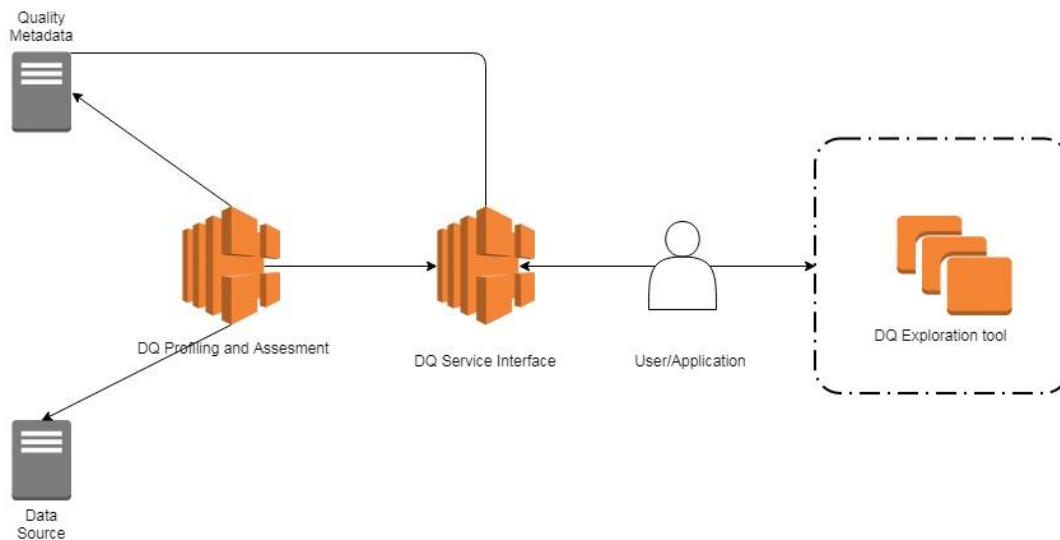 Quality
Metadata
DQ Profiling and Assesment
DQ Service Interface
User/Application
DQ Exploration tool
Data
Source